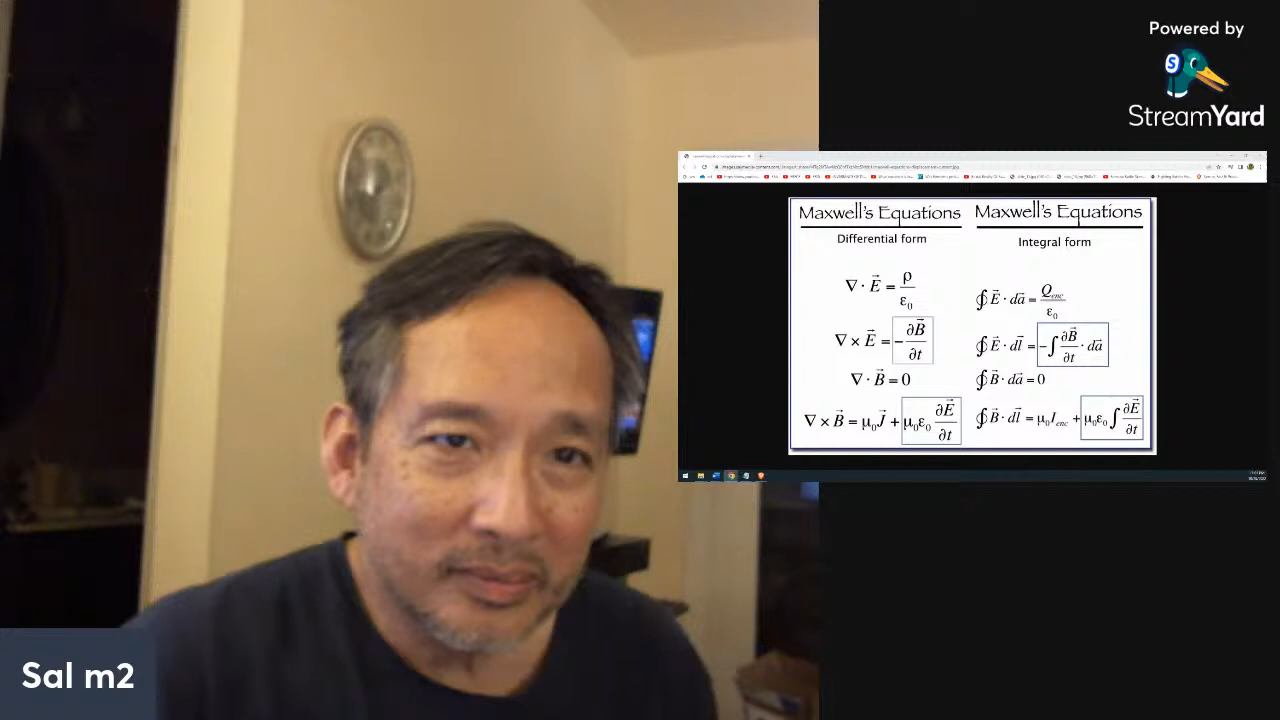 Powered by
StreamYard
Maxwell's Equations
Differential form
∇ · E⃗ = ρ/ε₀
∇ × E⃗ = −∂B⃗/∂t
∇ · B⃗ = 0
∇ × B⃗ = μ₀J⃗ + μ₀ε₀ ∂E⃗/∂t
Maxwell's Equations
Integral form
∮ E⃗ · da⃗ = Q_enc/ε₀
∮ E⃗ · dl⃗ = −∫ ∂B⃗/∂t · da⃗
∮ B⃗ · da⃗ = 0
∮ B⃗ · dl⃗ = μ₀I_enc + μ₀ε₀ ∫ ∂E⃗/∂t
Sal m2